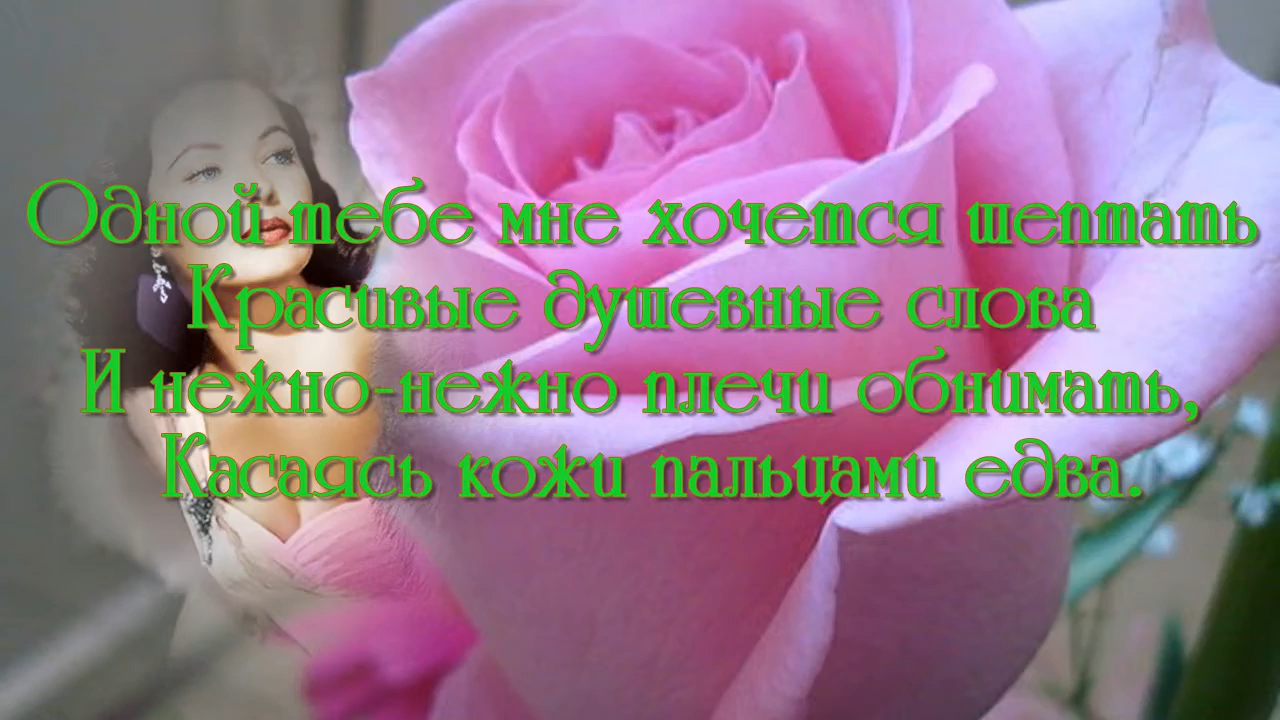 Одной тебе мне хочется шептать
Красивые душевные слова
И нежно-нежно плечи обнимать,
Касаясь кожи пальцами едва.